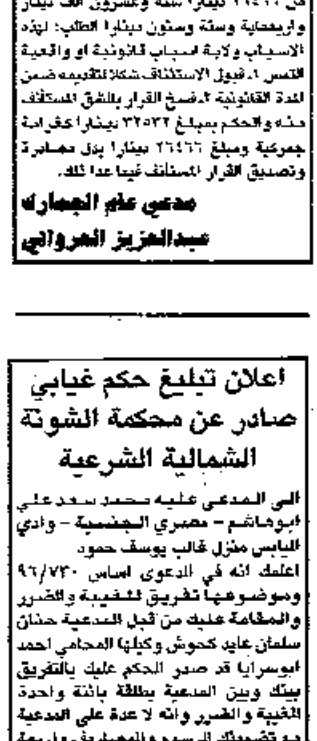 من ٢٦٤٦٦ دينارا ستة وعشرون الف دينار
واربعماية وستة وستون دينارا الطلب: لهذه
الاسباب ولاية اسباب قانونية او واقعية
التمس ١.قبول الاستئناف شكلا لتقديمه ضمن
المدة القانونية ٢.فسخ القرار بالشق المستأنف
منه والحكم بمبلغ ٣٢٥٣٢ دينارا كغرامة
جمركية ومبلغ ٢٦٤٦٦ دينارا بدل مصادرة
وتصديق القرار المستأنف فيما عدا ذلك.
مدعي عام الجمارك
عبدالعزيز العرواني
اعلان تبليغ حكم غيابي
صادر عن محكمة الشونة
الشمالية الشرعية
الى المدعى عليه محمد سعد علي
ابوهاشم - مصري الجنسية - وادي
اليابس منزل غالب يوسف حمود
اعلمك انه في الدعوى اساس ٩٦/٧٣٠
وموضوعها تفريق للغيبة والضرر
والمقامة عليك من قبل المدعية حنان
سلمان عايد كحوش وكيلها المحامي احمد
ابوسرايا قد صدر الحكم عليك بالتفريق
بينك وبين المدعية بطلقة بائنة واحدة
للغيبة والضرر وانه لا عدة على المدعية